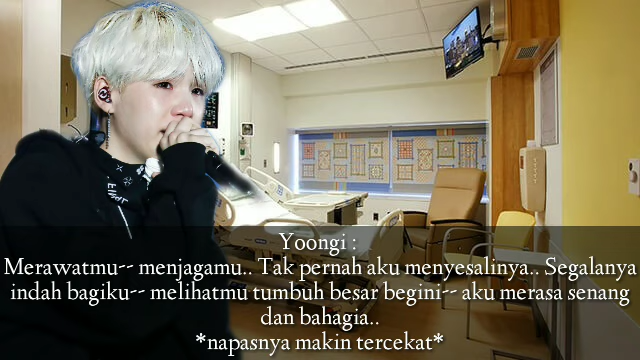 Yoongi :
Merawatmu-- menjagamu.. Tak pernah aku menyesalinya.. Segalanya
indah bagiku-- melihatmu tumbuh besar begini-- aku merasa senang
dan bahagia..
*napasnya makin tercekat*